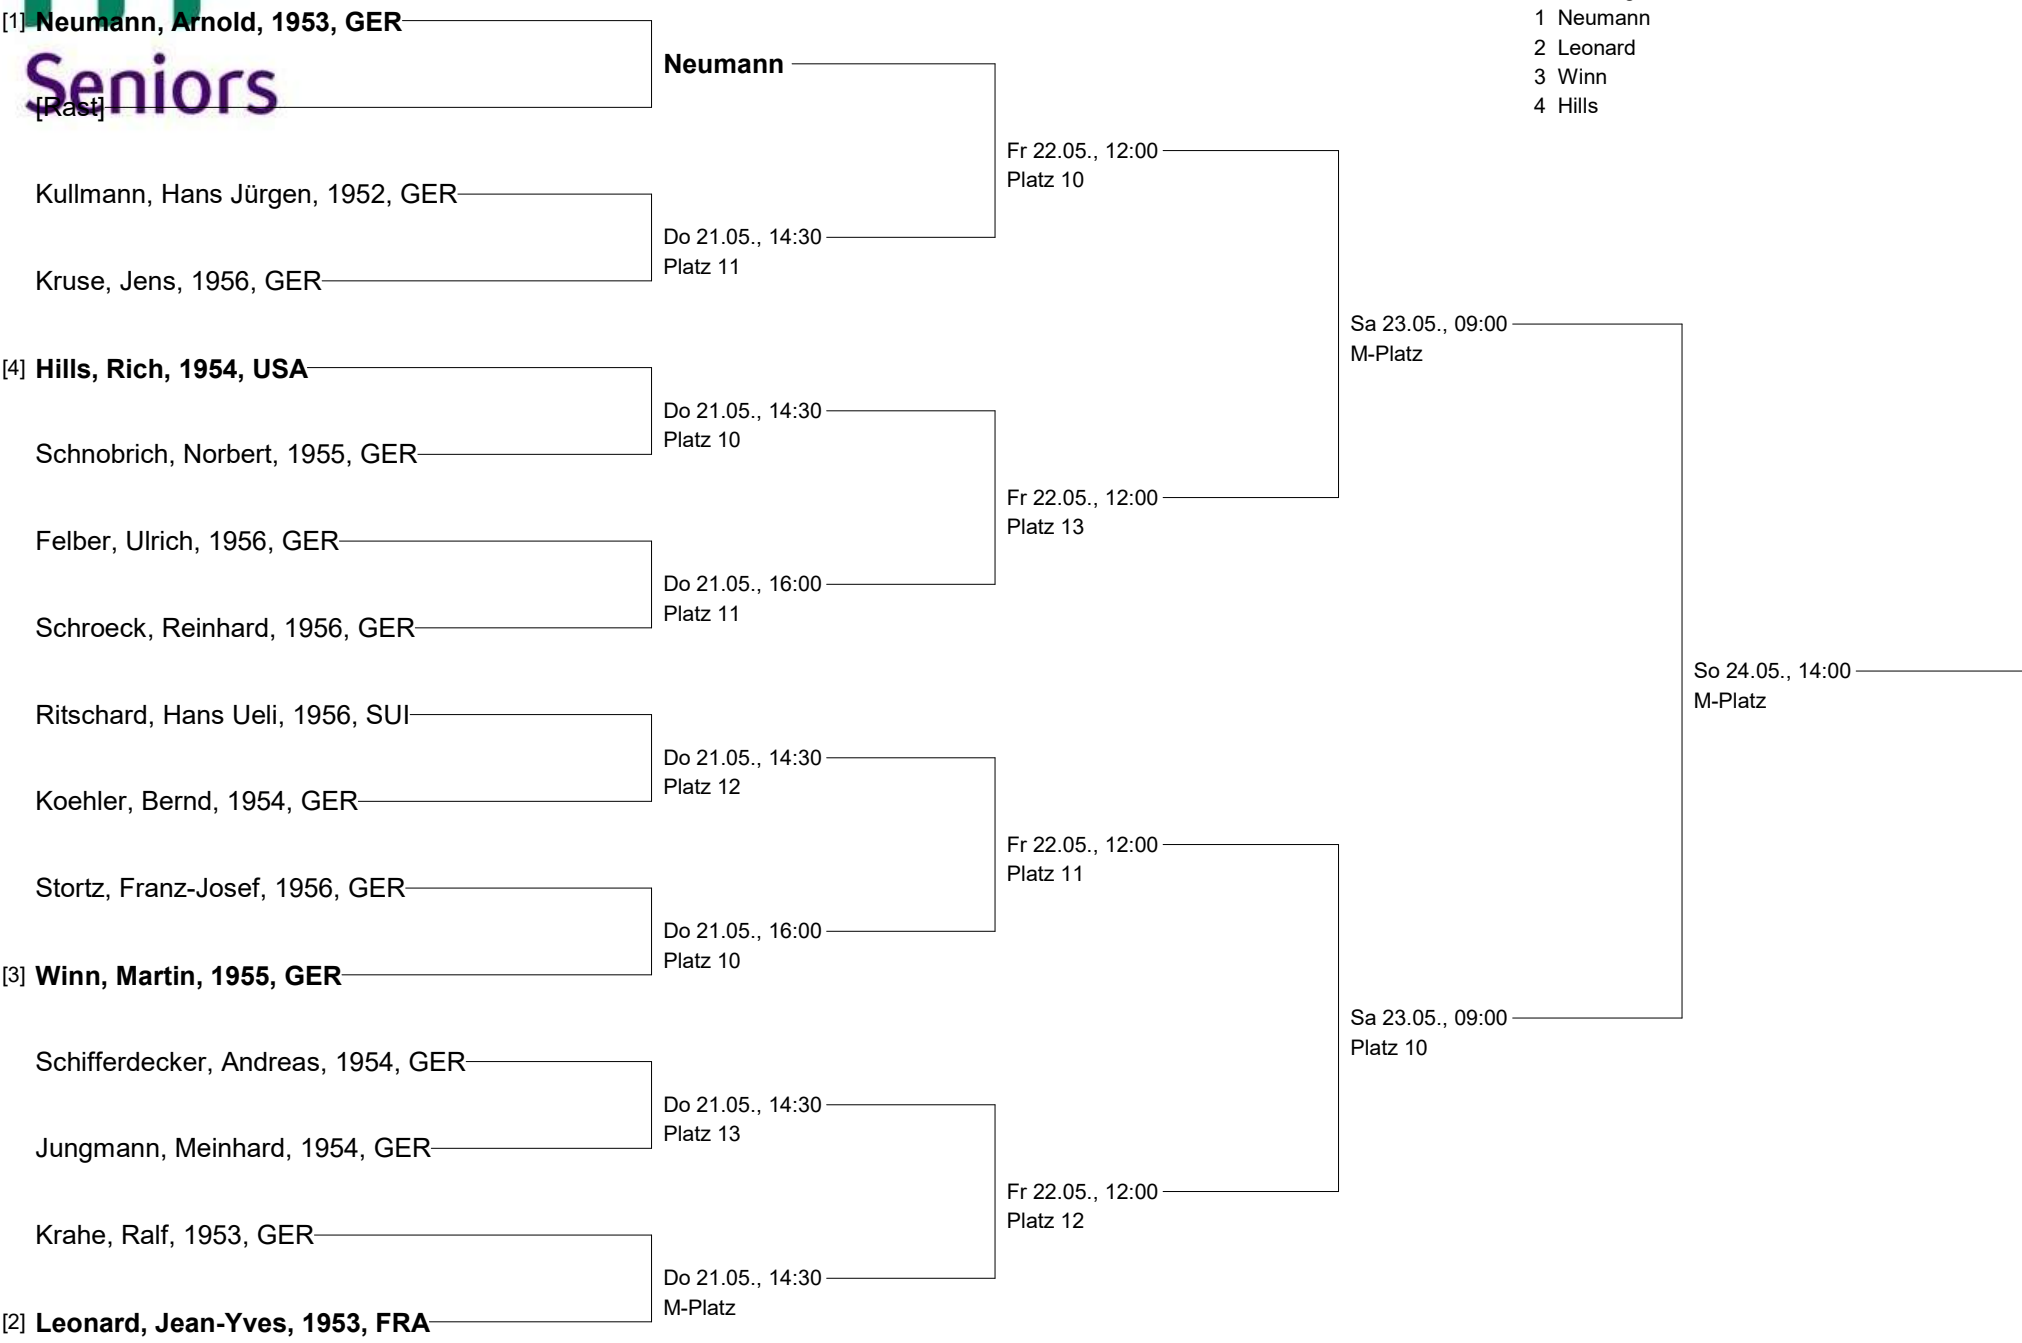 [1] Neumann, Arnold, 1953, GER
1 Neumann
2 Leonard
3 Winn
4 Hills
Neumann
Seniors
[Rast]
Fr 22.05., 12:00
Platz 10
Kullmann, Hans Jürgen, 1952, GER
Do 21.05., 14:30
Platz 11
Kruse, Jens, 1956, GER
Sa 23.05., 09:00
M-Platz
[4] Hills, Rich, 1954, USA
Do 21.05., 14:30
Platz 10
Schnobrich, Norbert, 1955, GER
Fr 22.05., 12:00
Platz 13
Felber, Ulrich, 1956, GER
Do 21.05., 16:00
Platz 11
Schroeck, Reinhard, 1956, GER
So 24.05., 14:00
M-Platz
Ritschard, Hans Ueli, 1956, SUI
Do 21.05., 14:30
Platz 12
Koehler, Bernd, 1954, GER
Fr 22.05., 12:00
Platz 11
Stortz, Franz-Josef, 1956, GER
Do 21.05., 16:00
Platz 10
[3] Winn, Martin, 1955, GER
Sa 23.05., 09:00
Platz 10
Schifferdecker, Andreas, 1954, GER
Do 21.05., 14:30
Platz 13
Jungmann, Meinhard, 1954, GER
Fr 22.05., 12:00
Platz 12
Krahe, Ralf, 1953, GER
Do 21.05., 14:30
M-Platz
[2] Leonard, Jean-Yves, 1953, FRA